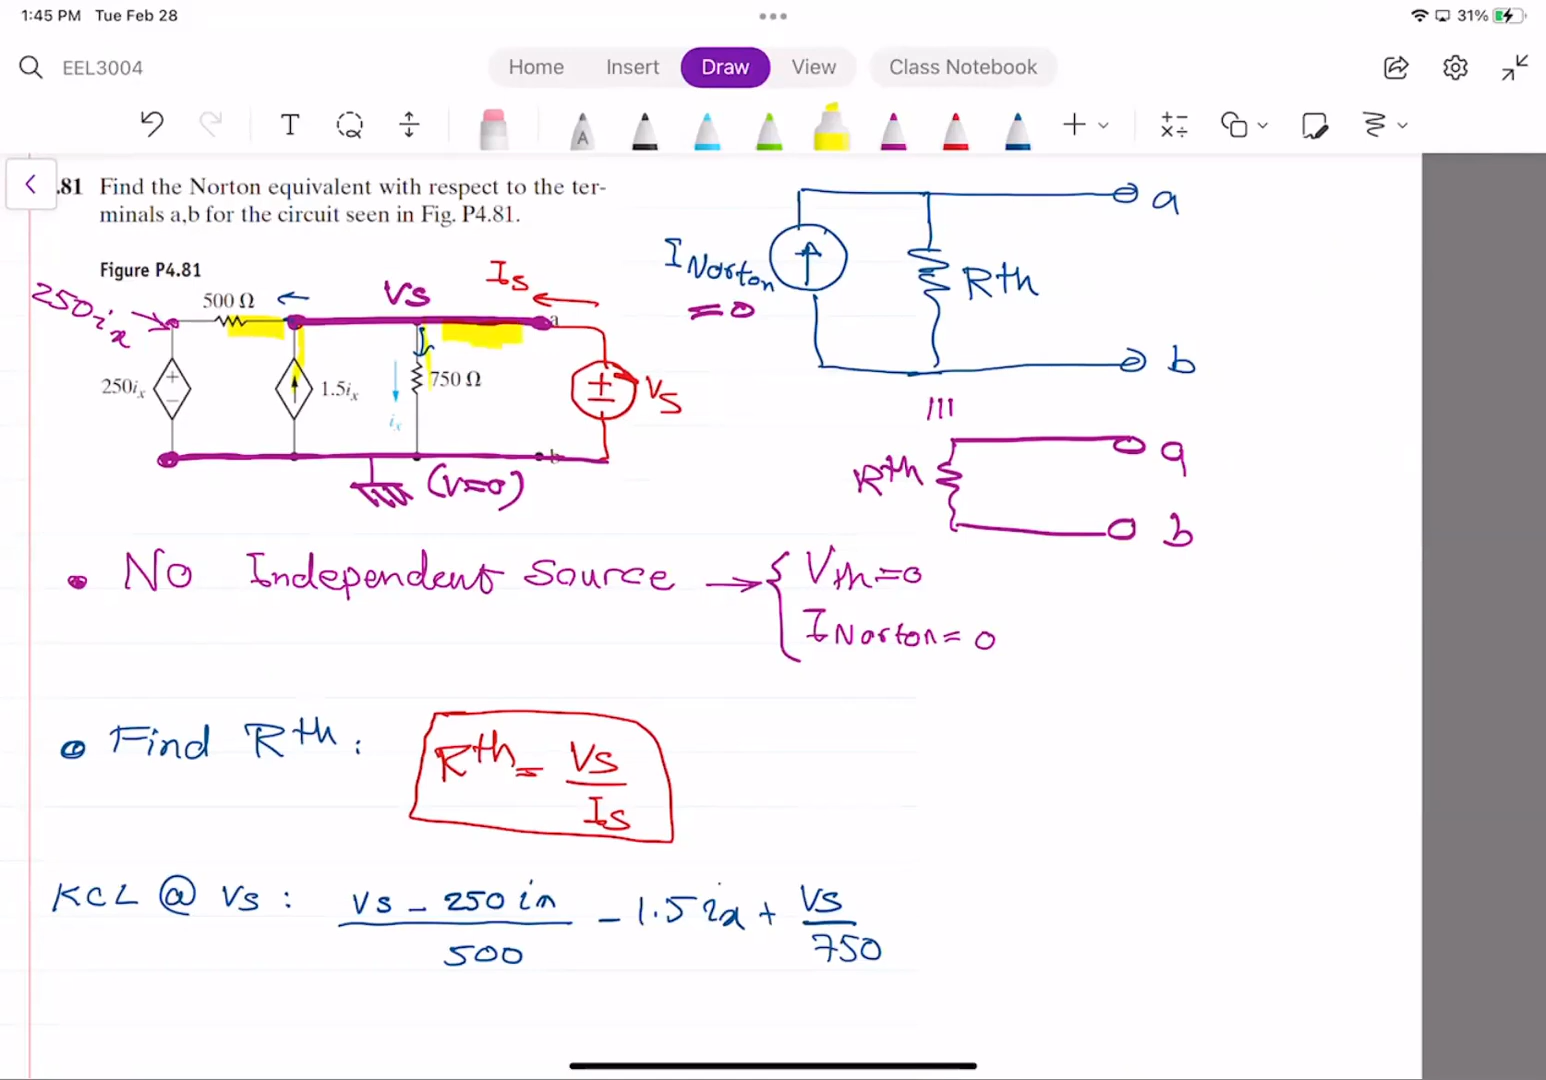 1:45 PM Tue Feb 28
31%
EEL3004
Home Insert Draw View Class Notebook
T
A
.81 Find the Norton equivalent with respect to the ter-
minals a,b for the circuit seen in Fig. P4.81.
Figure P4.81
250ix
500 Ω
Vs
Is
a
250ix
+
−
1.5ix
ix
750 Ω
+
−
Vs
b
(V=0)
INorton
=0
Rth
a
b
III
Rth
a
b
• No Independent Source → { Vth=0
INorton=0
• Find Rth:
Rth = Vs
Is
KCL @ Vs: Vs - 250 ix
500
- 1.5 ix + Vs
750